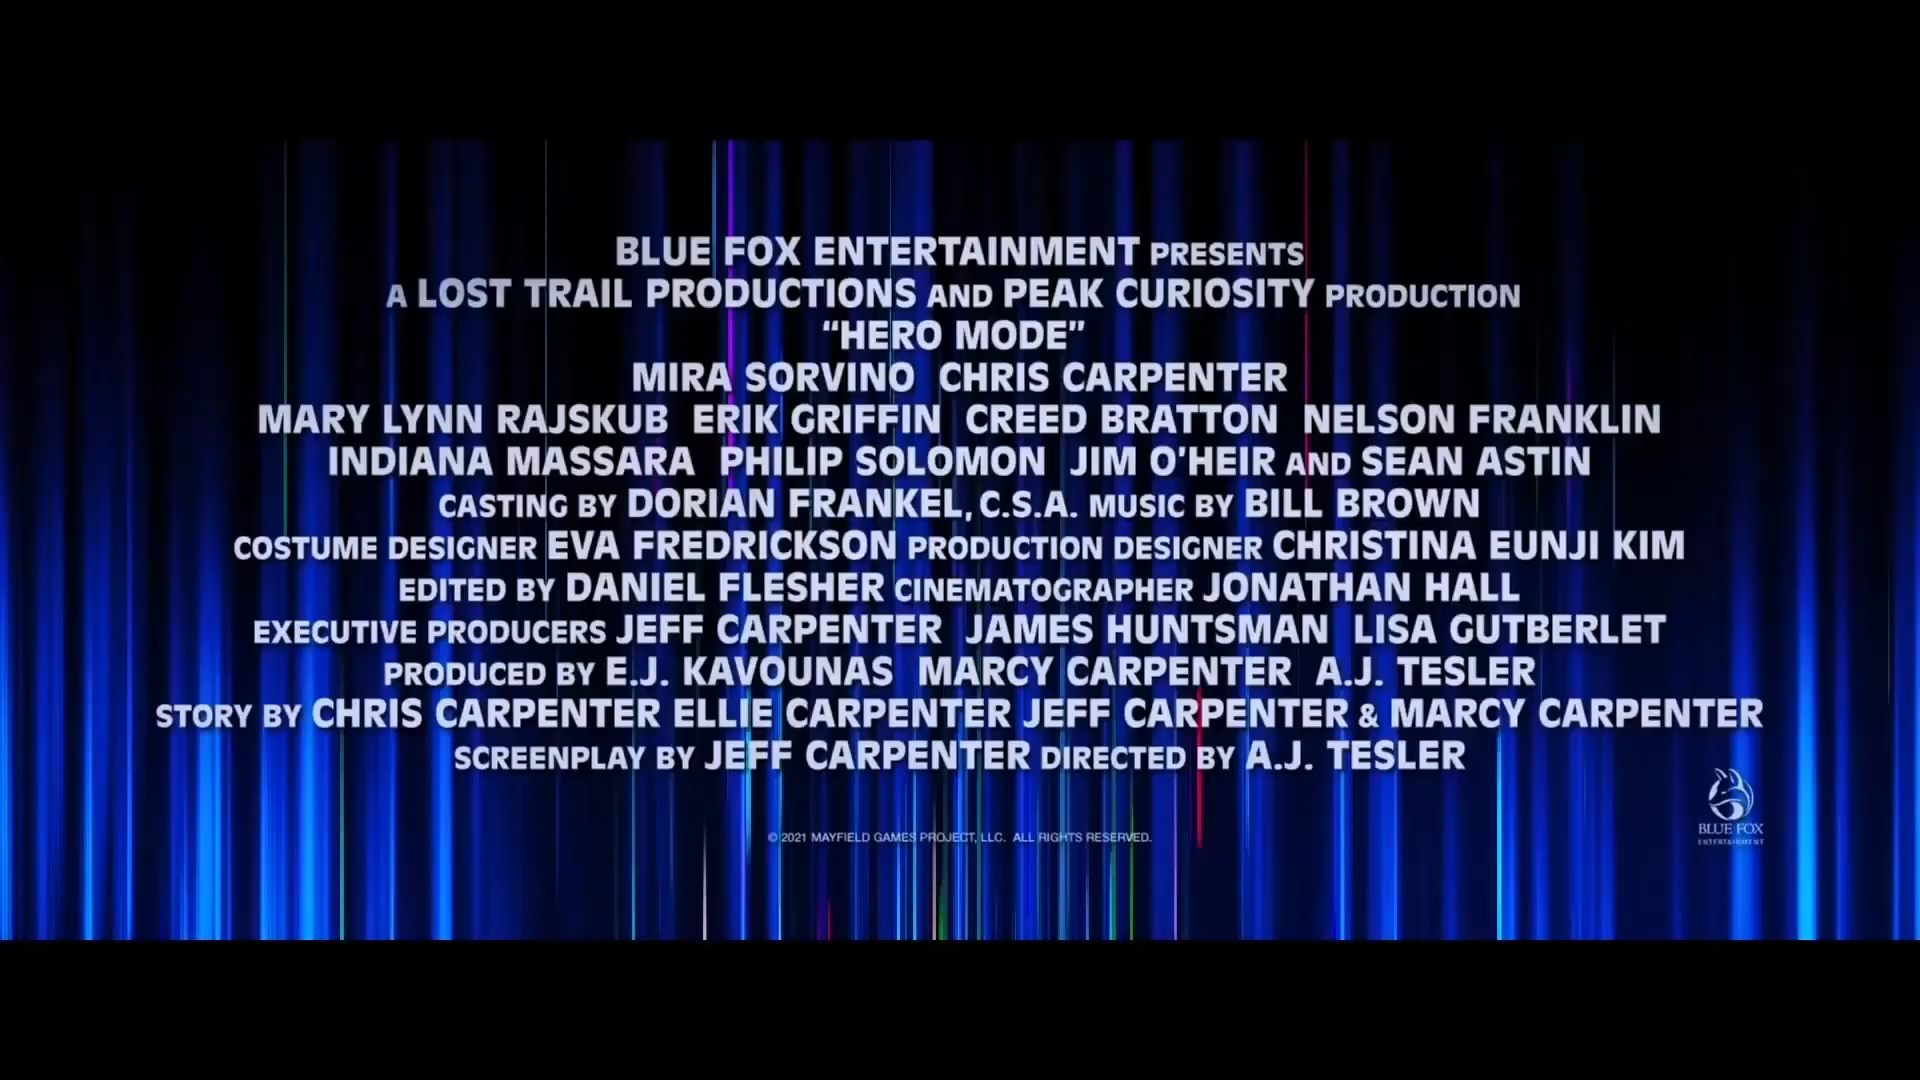 BLUE FOX ENTERTAINMENT PRESENTS
A LOST TRAIL PRODUCTIONS AND PEAK CURIOSITY PRODUCTION
“HERO MODE”
MIRA SORVINO CHRIS CARPENTER
MARY LYNN RAJSKUB ERIK GRIFFIN CREED BRATTON NELSON FRANKLIN
INDIANA MASSARA PHILIP SOLOMON JIM O'HEIR AND SEAN ASTIN
CASTING BY DORIAN FRANKEL, C.S.A. MUSIC BY BILL BROWN
COSTUME DESIGNER EVA FREDRICKSON PRODUCTION DESIGNER CHRISTINA EUNJI KIM
EDITED BY DANIEL FLESHER CINEMATOGRAPHER JONATHAN HALL
EXECUTIVE PRODUCERS JEFF CARPENTER JAMES HUNTSMAN LISA GUTBERLET
PRODUCED BY E.J. KAVOUNAS MARCY CARPENTER A.J. TESLER
STORY BY CHRIS CARPENTER ELLIE CARPENTER JEFF CARPENTER & MARCY CARPENTER
SCREENPLAY BY JEFF CARPENTER DIRECTED BY A.J. TESLER
© 2021 MAYFIELD GAMES PROJECT, LLC. ALL RIGHTS RESERVED.
BLUE FOX
ENTERTAINMENT